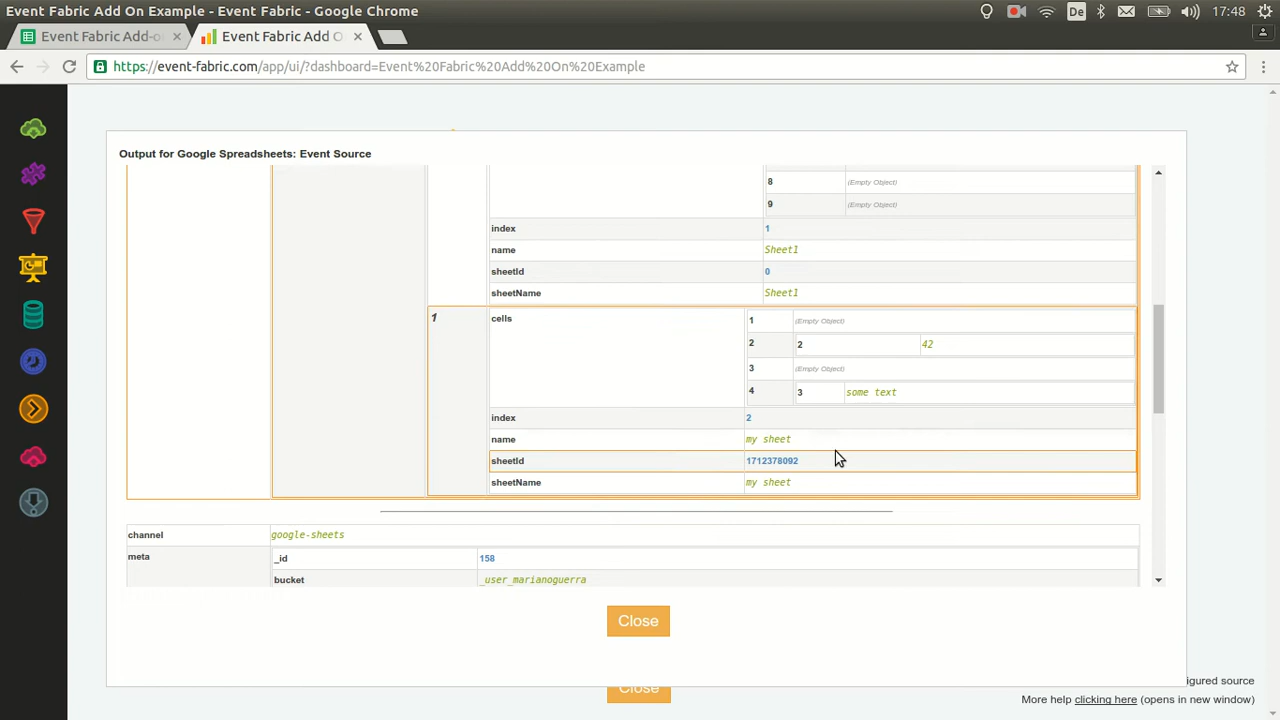 Event Fabric Add On Example - Event Fabric - Google Chrome
De
17:48
Event Fabric Add-o
Event Fabric Add O
https://event-fabric.com/app/ui/?dashboard=Event%20Fabric%20Add%20On%20Example
Output for Google Spreadsheets: Event Source
8 (Empty Object)
9 (Empty Object)
index 1
name Sheet1
sheetId 0
sheetName Sheet1
1 cells 1 (Empty Object)
2 2 42
3 (Empty Object)
4 3 some text
index 2
name my sheet
sheetId 1712378092
sheetName my sheet
channel google-sheets
meta _id 158
bucket _user_marianoguerra
Close
Close
igured source
More help clicking here (opens in new window)